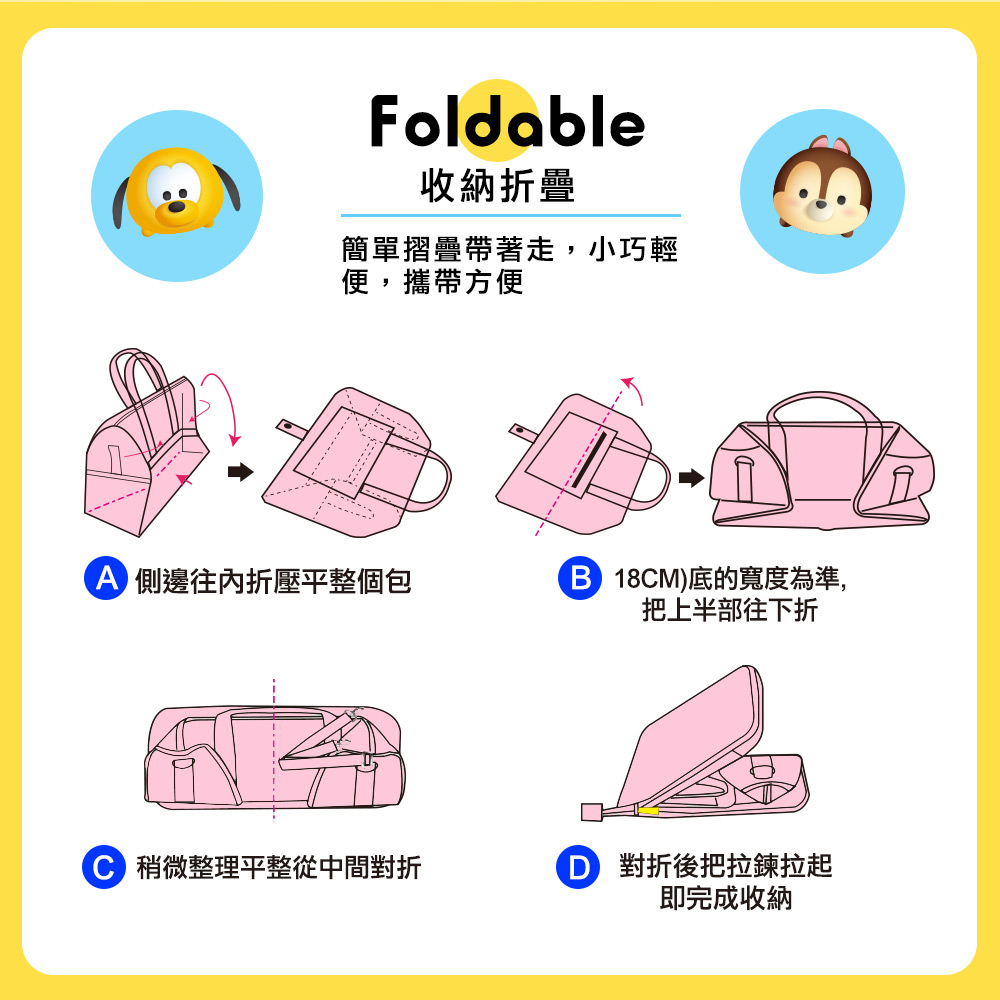 Foldable
收納折疊
簡單摺疊帶著走，小巧輕
便，攜帶方便
A 側邊往內折壓平整個包
B 18CM)底的寬度為準,
把上半部往下折
C 稍微整理平整從中間對折
D 對折後把拉鍊拉起
即完成收納